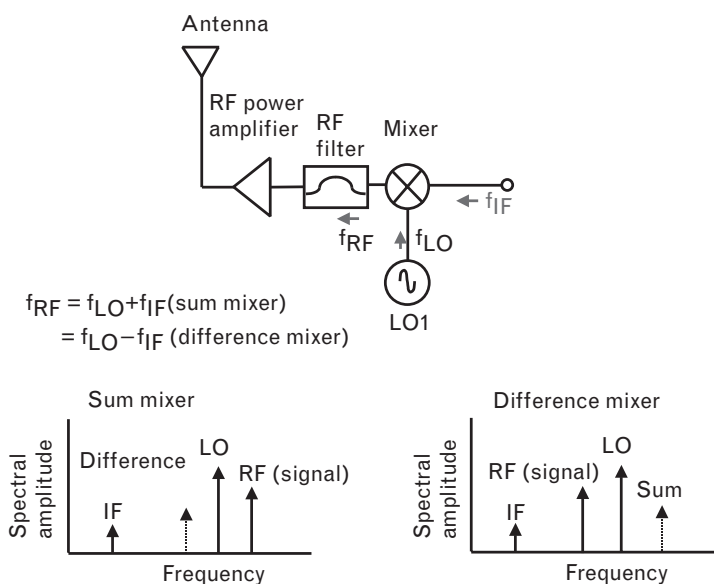 Antenna
RF power
amplifier
RF
filter
Mixer
fIF
fRF
fLO
LO1
fRF = fLO+fIF(sum mixer)
= fLO−fIF (difference mixer)
Sum mixer
Spectral
amplitude
Difference
LO
RF (signal)
IF
Frequency
Difference mixer
Spectral
amplitude
LO
RF (signal)
Sum
IF
Frequency